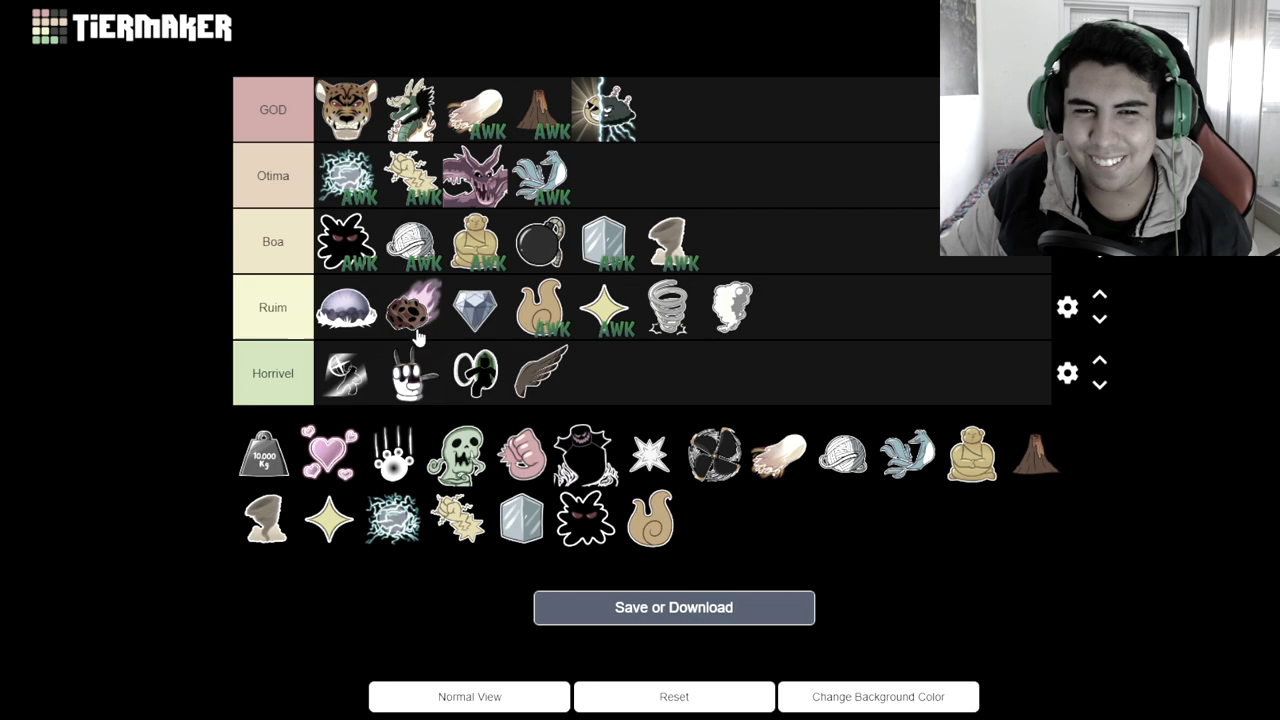 TiERMAKER
GOD
AWK AWK
Otima
AWK AWK AWK
Boa
AWK AWK AWK AWK AWK
Ruim
AWK AWK
Horrivel
10.000
Kg
Save or Download
Normal View Reset Change Background Color